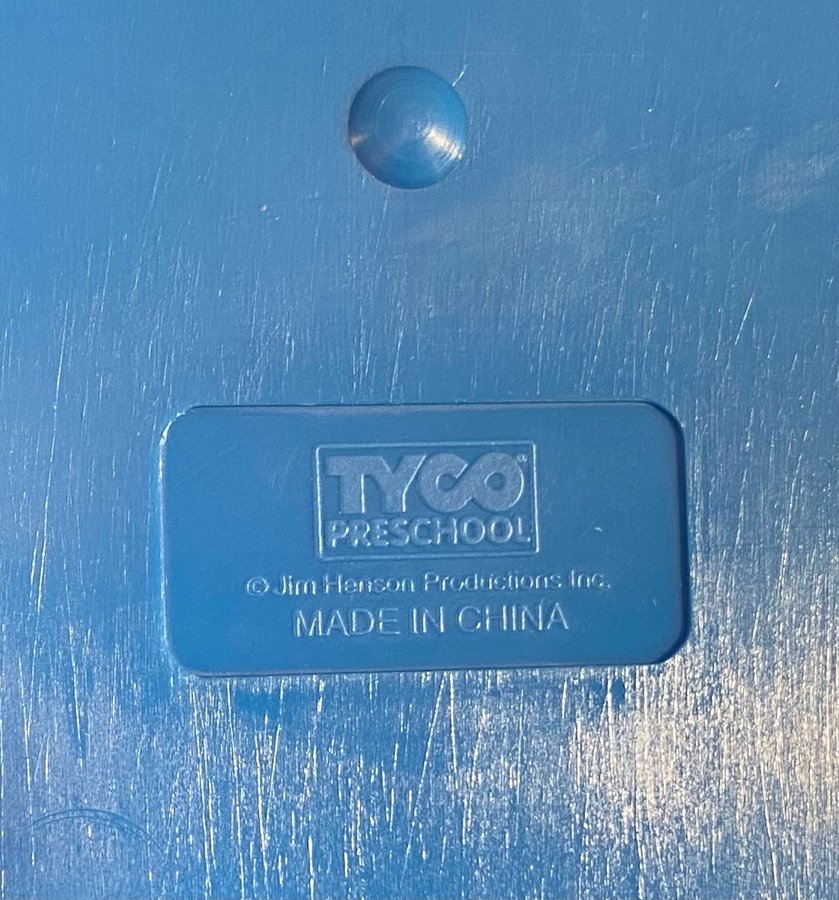 TYCO®
PRESCHOOL
© Jim Henson Productions Inc.
MADE IN CHINA